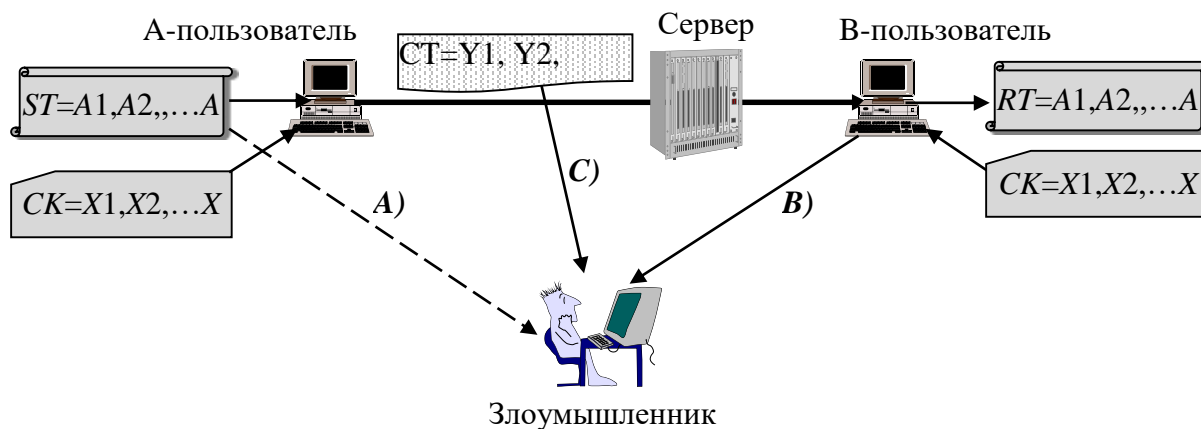 А-пользователь
Сервер
В-пользователь
ST=A1,A2,,…A
CT=Y1, Y2,
RT=A1,A2,,…A
CK=X1,X2,…X
CK=X1,X2,…X
A)
C)
B)
Злоумышленник